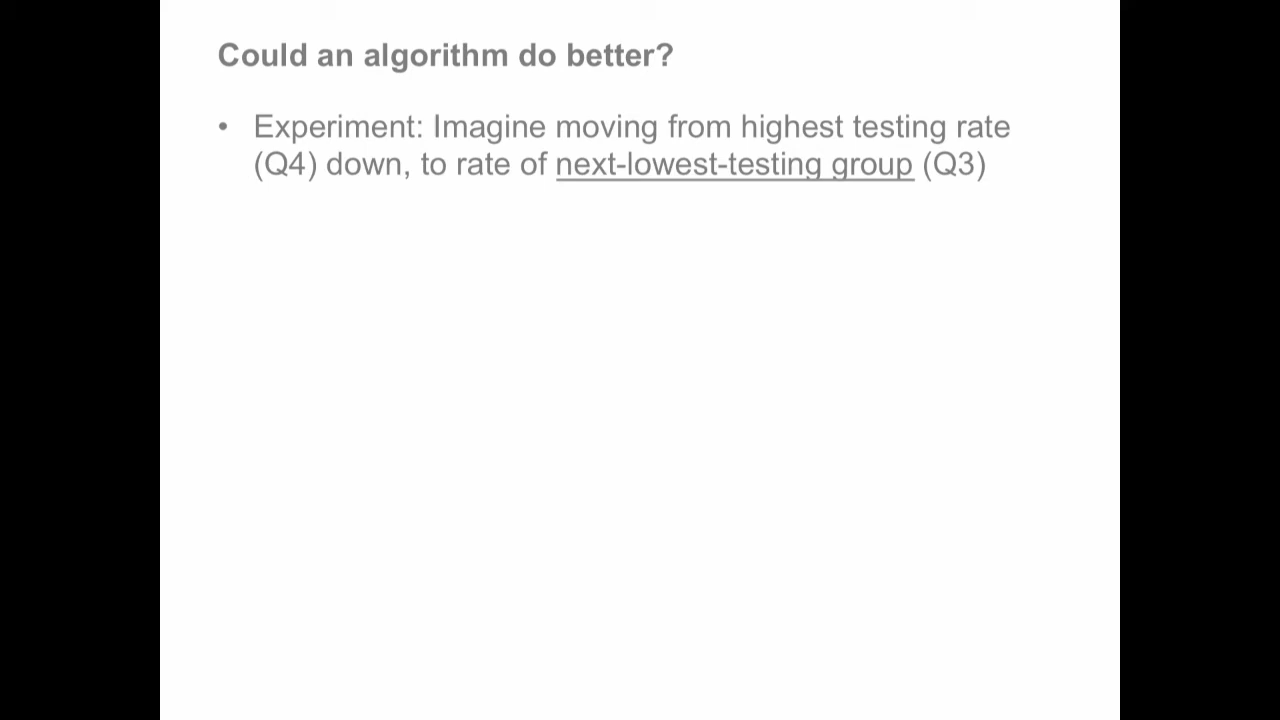 Could an algorithm do better?
• Experiment: Imagine moving from highest testing rate
(Q4) down, to rate of next-lowest-testing group (Q3)